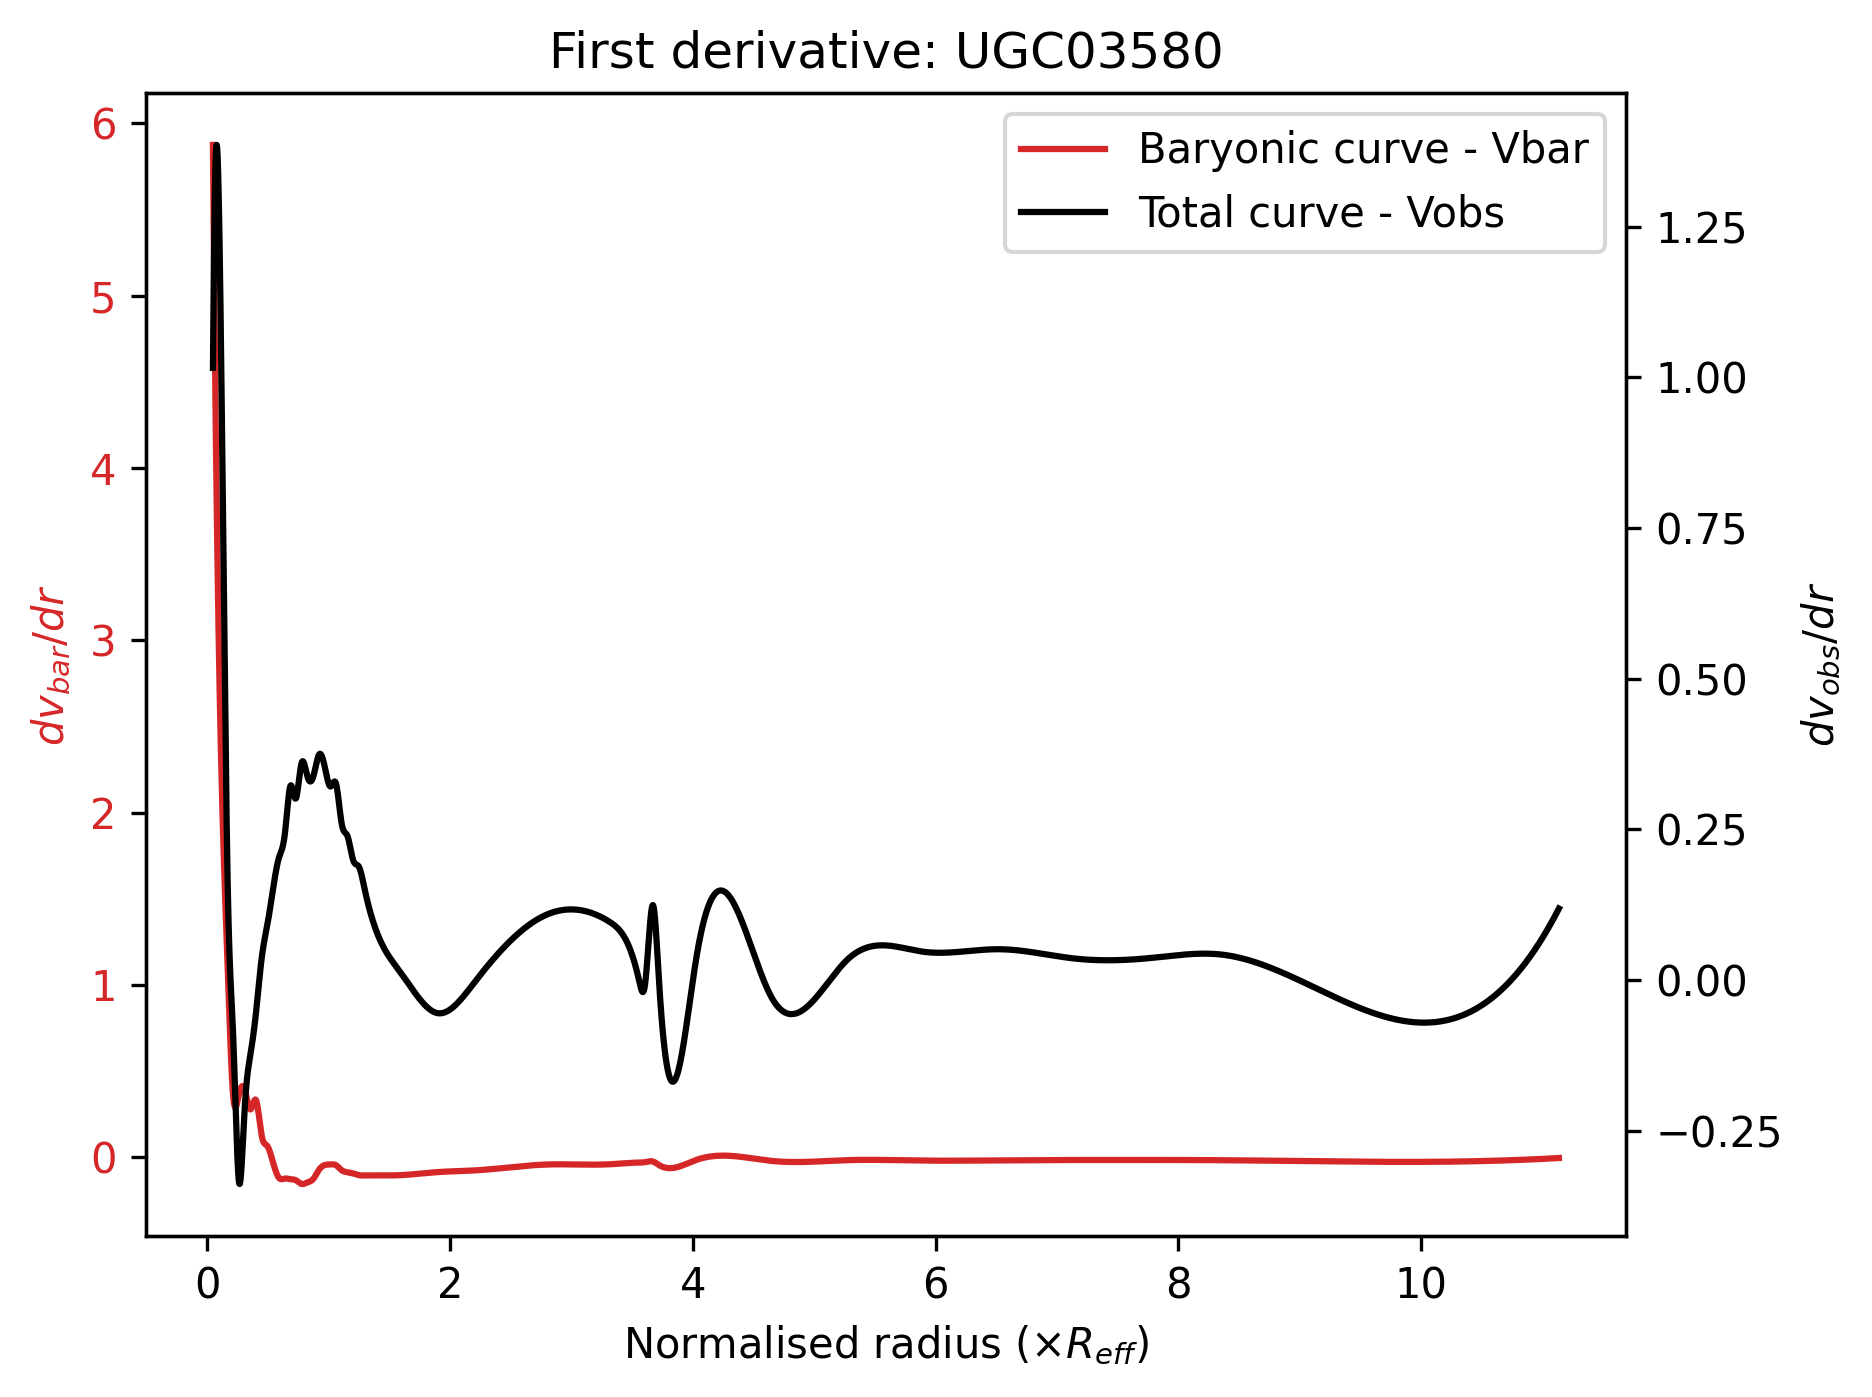 First derivative: UGC03580
Baryonic curve - Vbar
Total curve - Vobs
6
5
4
3
2
1
0
dv_bar/dr
1.25
1.00
0.75
0.50
0.25
0.00
−0.25
dv_obs/dr
0 2 4 6 8 10
Normalised radius (×R_eff)